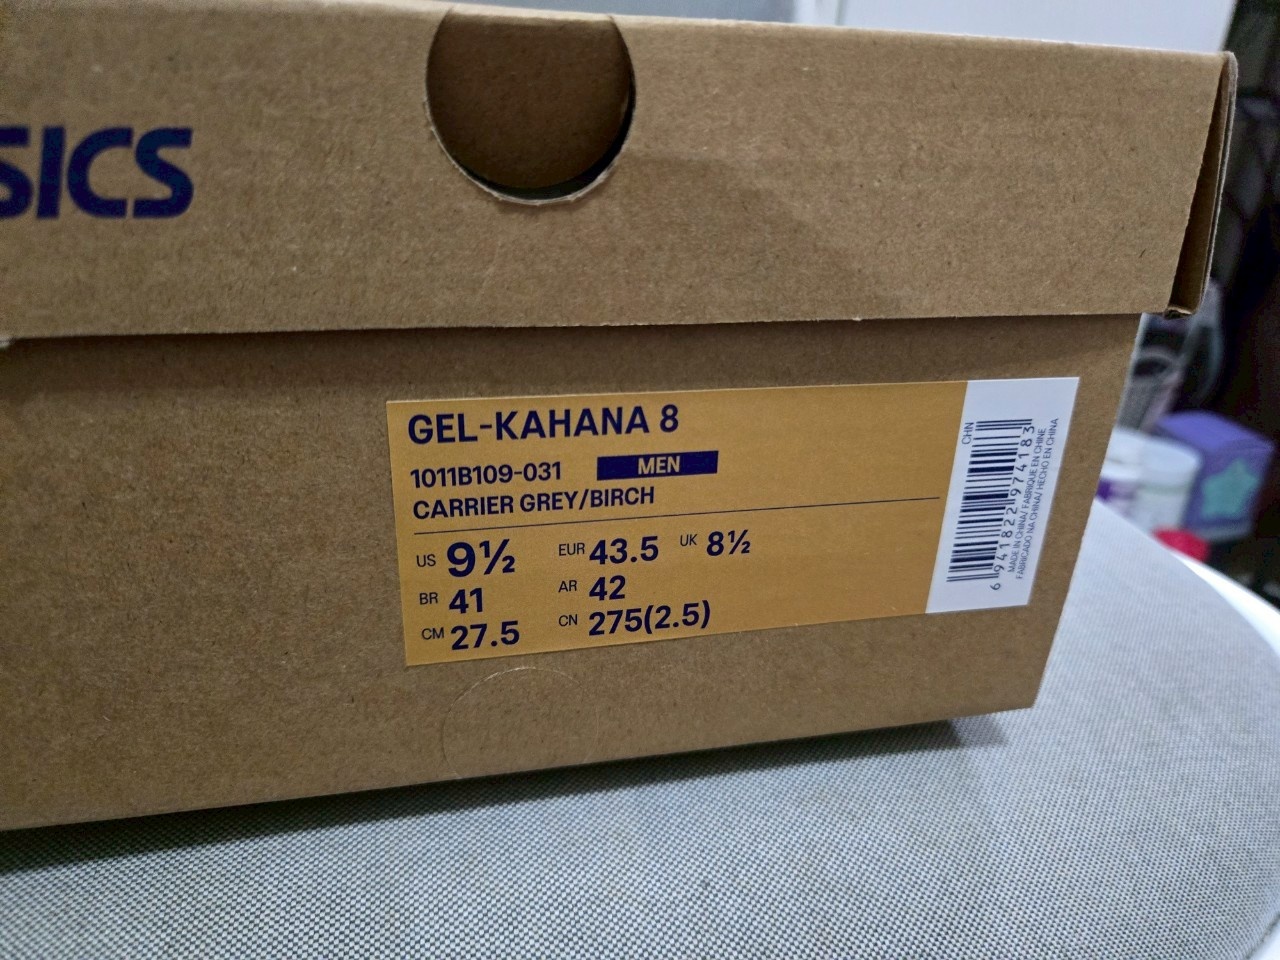 SICS
GEL-KAHANA 8
1011B109-031 MEN
CARRIER GREY/BIRCH
US 9½ EUR 43.5 UK 8½
BR 41 AR 42
CM 27.5 CN 275(2.5)
CHN
6 941822 974183
MADE IN CHINA/ FABRIQUÉ EN CHINE
FABRICADO NA CHINA/ HECHO EN CHINA